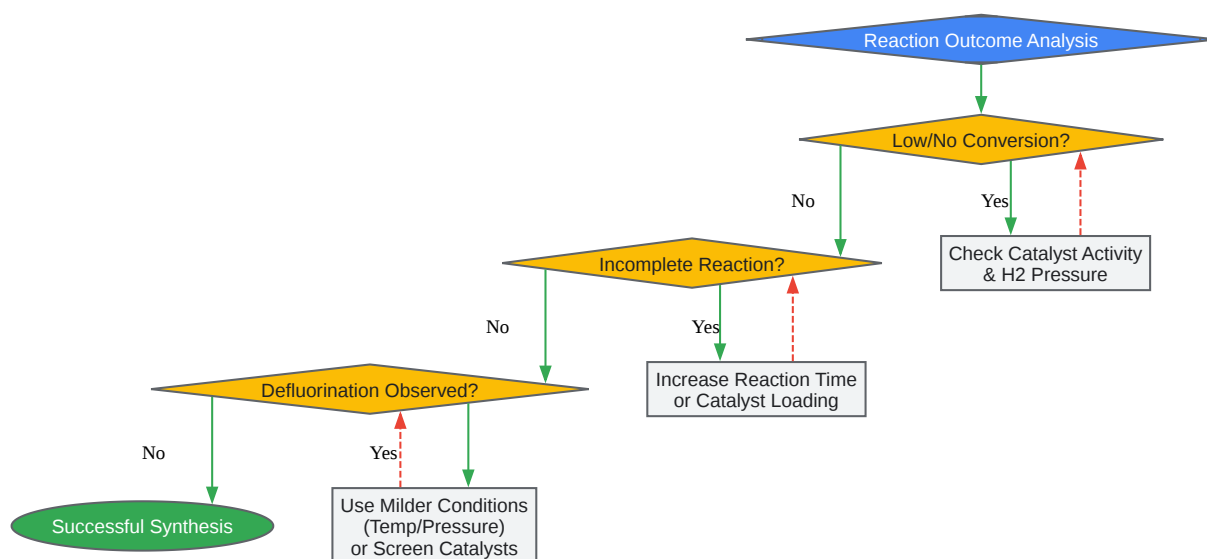 Reaction Outcome Analysis
Low/No Conversion?
No
Yes
Check Catalyst Activity
& H2 Pressure
Incomplete Reaction?
No
Yes
Increase Reaction Time
or Catalyst Loading
Defluorination Observed?
No
Yes
Use Milder Conditions
(Temp/Pressure)
or Screen Catalysts
Successful Synthesis